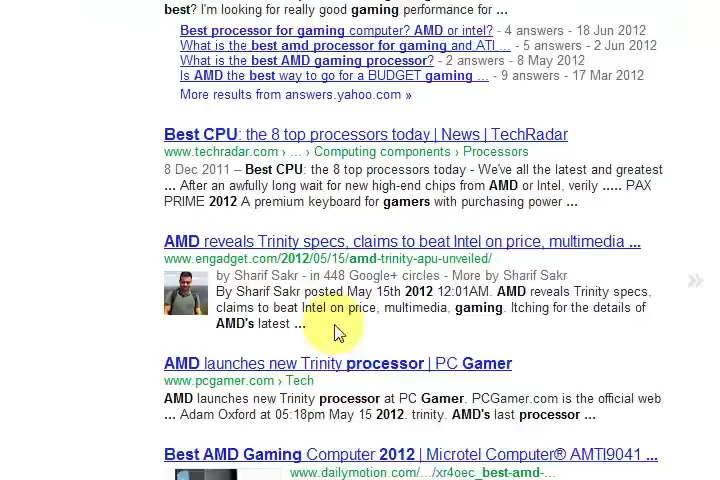 best? I'm looking for really good gaming performance for ...
Best processor for gaming computer? AMD or intel? - 4 answers - 18 Jun 2012
What is the best amd processor for gaming and ATI ... - 5 answers - 2 Jun 2012
What is the best AMD gaming processor? - 2 answers - 8 May 2012
Is AMD the best way to go for a BUDGET gaming ... - 9 answers - 17 Mar 2012
More results from answers.yahoo.com »
Best CPU: the 8 top processors today | News | TechRadar
www.techradar.com › ... › Computing components › Processors
8 Dec 2011 – Best CPU: the 8 top processors today - We've all the latest and greatest
... After an awfully long wait for new high-end chips from AMD or Intel, verily ..... PAX
PRIME 2012 A premium keyboard for gamers with purchasing power ...
AMD reveals Trinity specs, claims to beat Intel on price, multimedia ...
www.engadget.com/2012/05/15/amd-trinity-apu-unveiled/
by Sharif Sakr - in 448 Google+ circles - More by Sharif Sakr
By Sharif Sakr posted May 15th 2012 12:01AM. AMD reveals Trinity specs,
claims to beat Intel on price, multimedia, gaming. Itching for the details of
AMD's latest ...
»
AMD launches new Trinity processor | PC Gamer
www.pcgamer.com › Tech
AMD launches new Trinity processor at PC Gamer. PCGamer.com is the official web
... Adam Oxford at 05:18pm May 15 2012. trinity. AMD's last processor ...
Best AMD Gaming Computer 2012 | Microtel Computer® AMTI9041 ...
www.dailymotion.com/.../xr4oec_best-amd-...